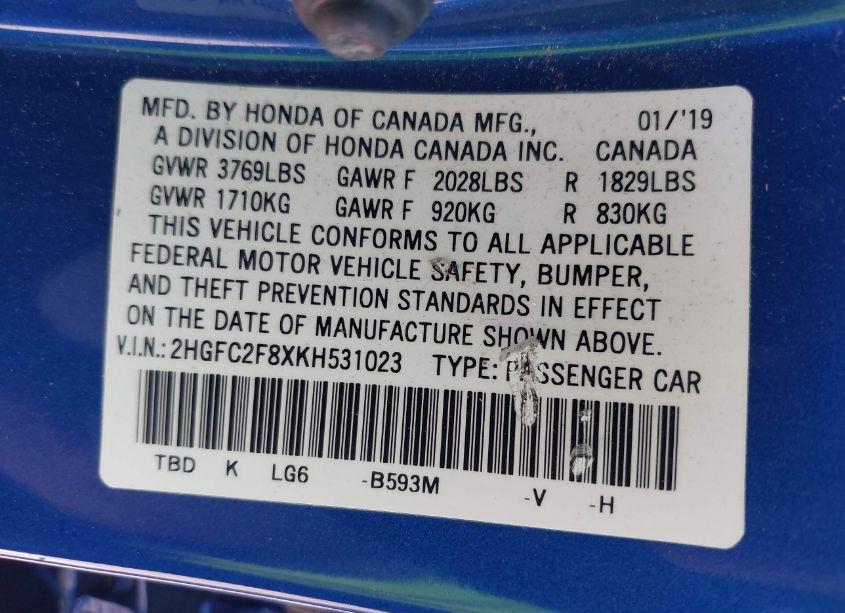 MFD. BY HONDA OF CANADA MFG., 01/'19
A DIVISION OF HONDA CANADA INC. CANADA
GVWR 3769LBS GAWR F 2028LBS R 1829LBS
GVWR 1710KG GAWR F 920KG R 830KG
THIS VEHICLE CONFORMS TO ALL APPLICABLE
FEDERAL MOTOR VEHICLE SAFETY, BUMPER,
AND THEFT PREVENTION STANDARDS IN EFFECT
ON THE DATE OF MANUFACTURE SHOWN ABOVE.
V.I.N.: 2HGFC2F8XKH531023 TYPE: PASSENGER CAR
TBD K LG6 -B593M -V -H